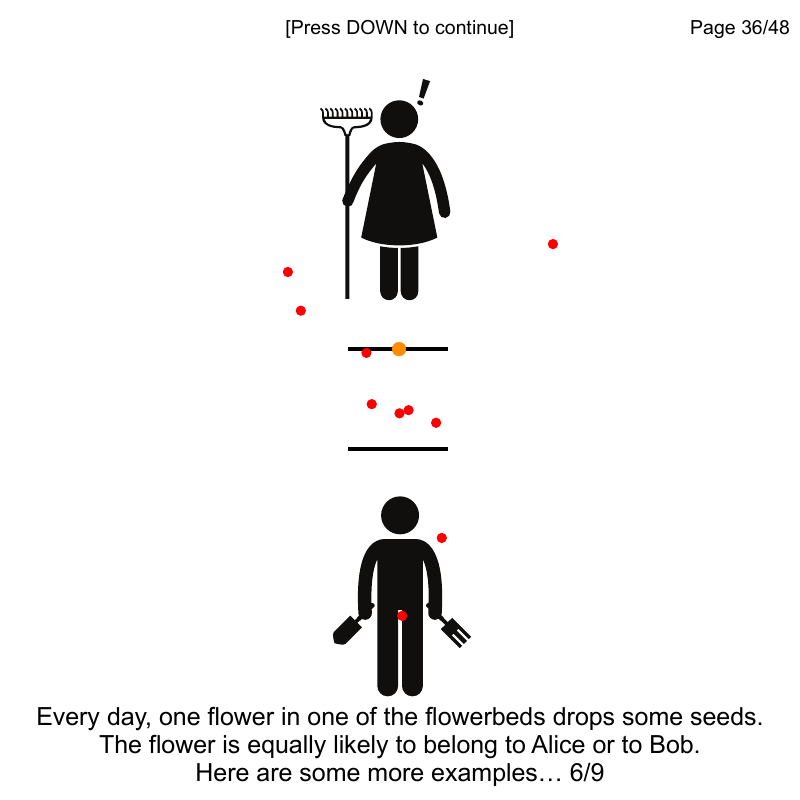 [Press DOWN to continue]
Page 36/48
!
Every day, one flower in one of the flowerbeds drops some seeds.
The flower is equally likely to belong to Alice or to Bob.
Here are some more examples… 6/9